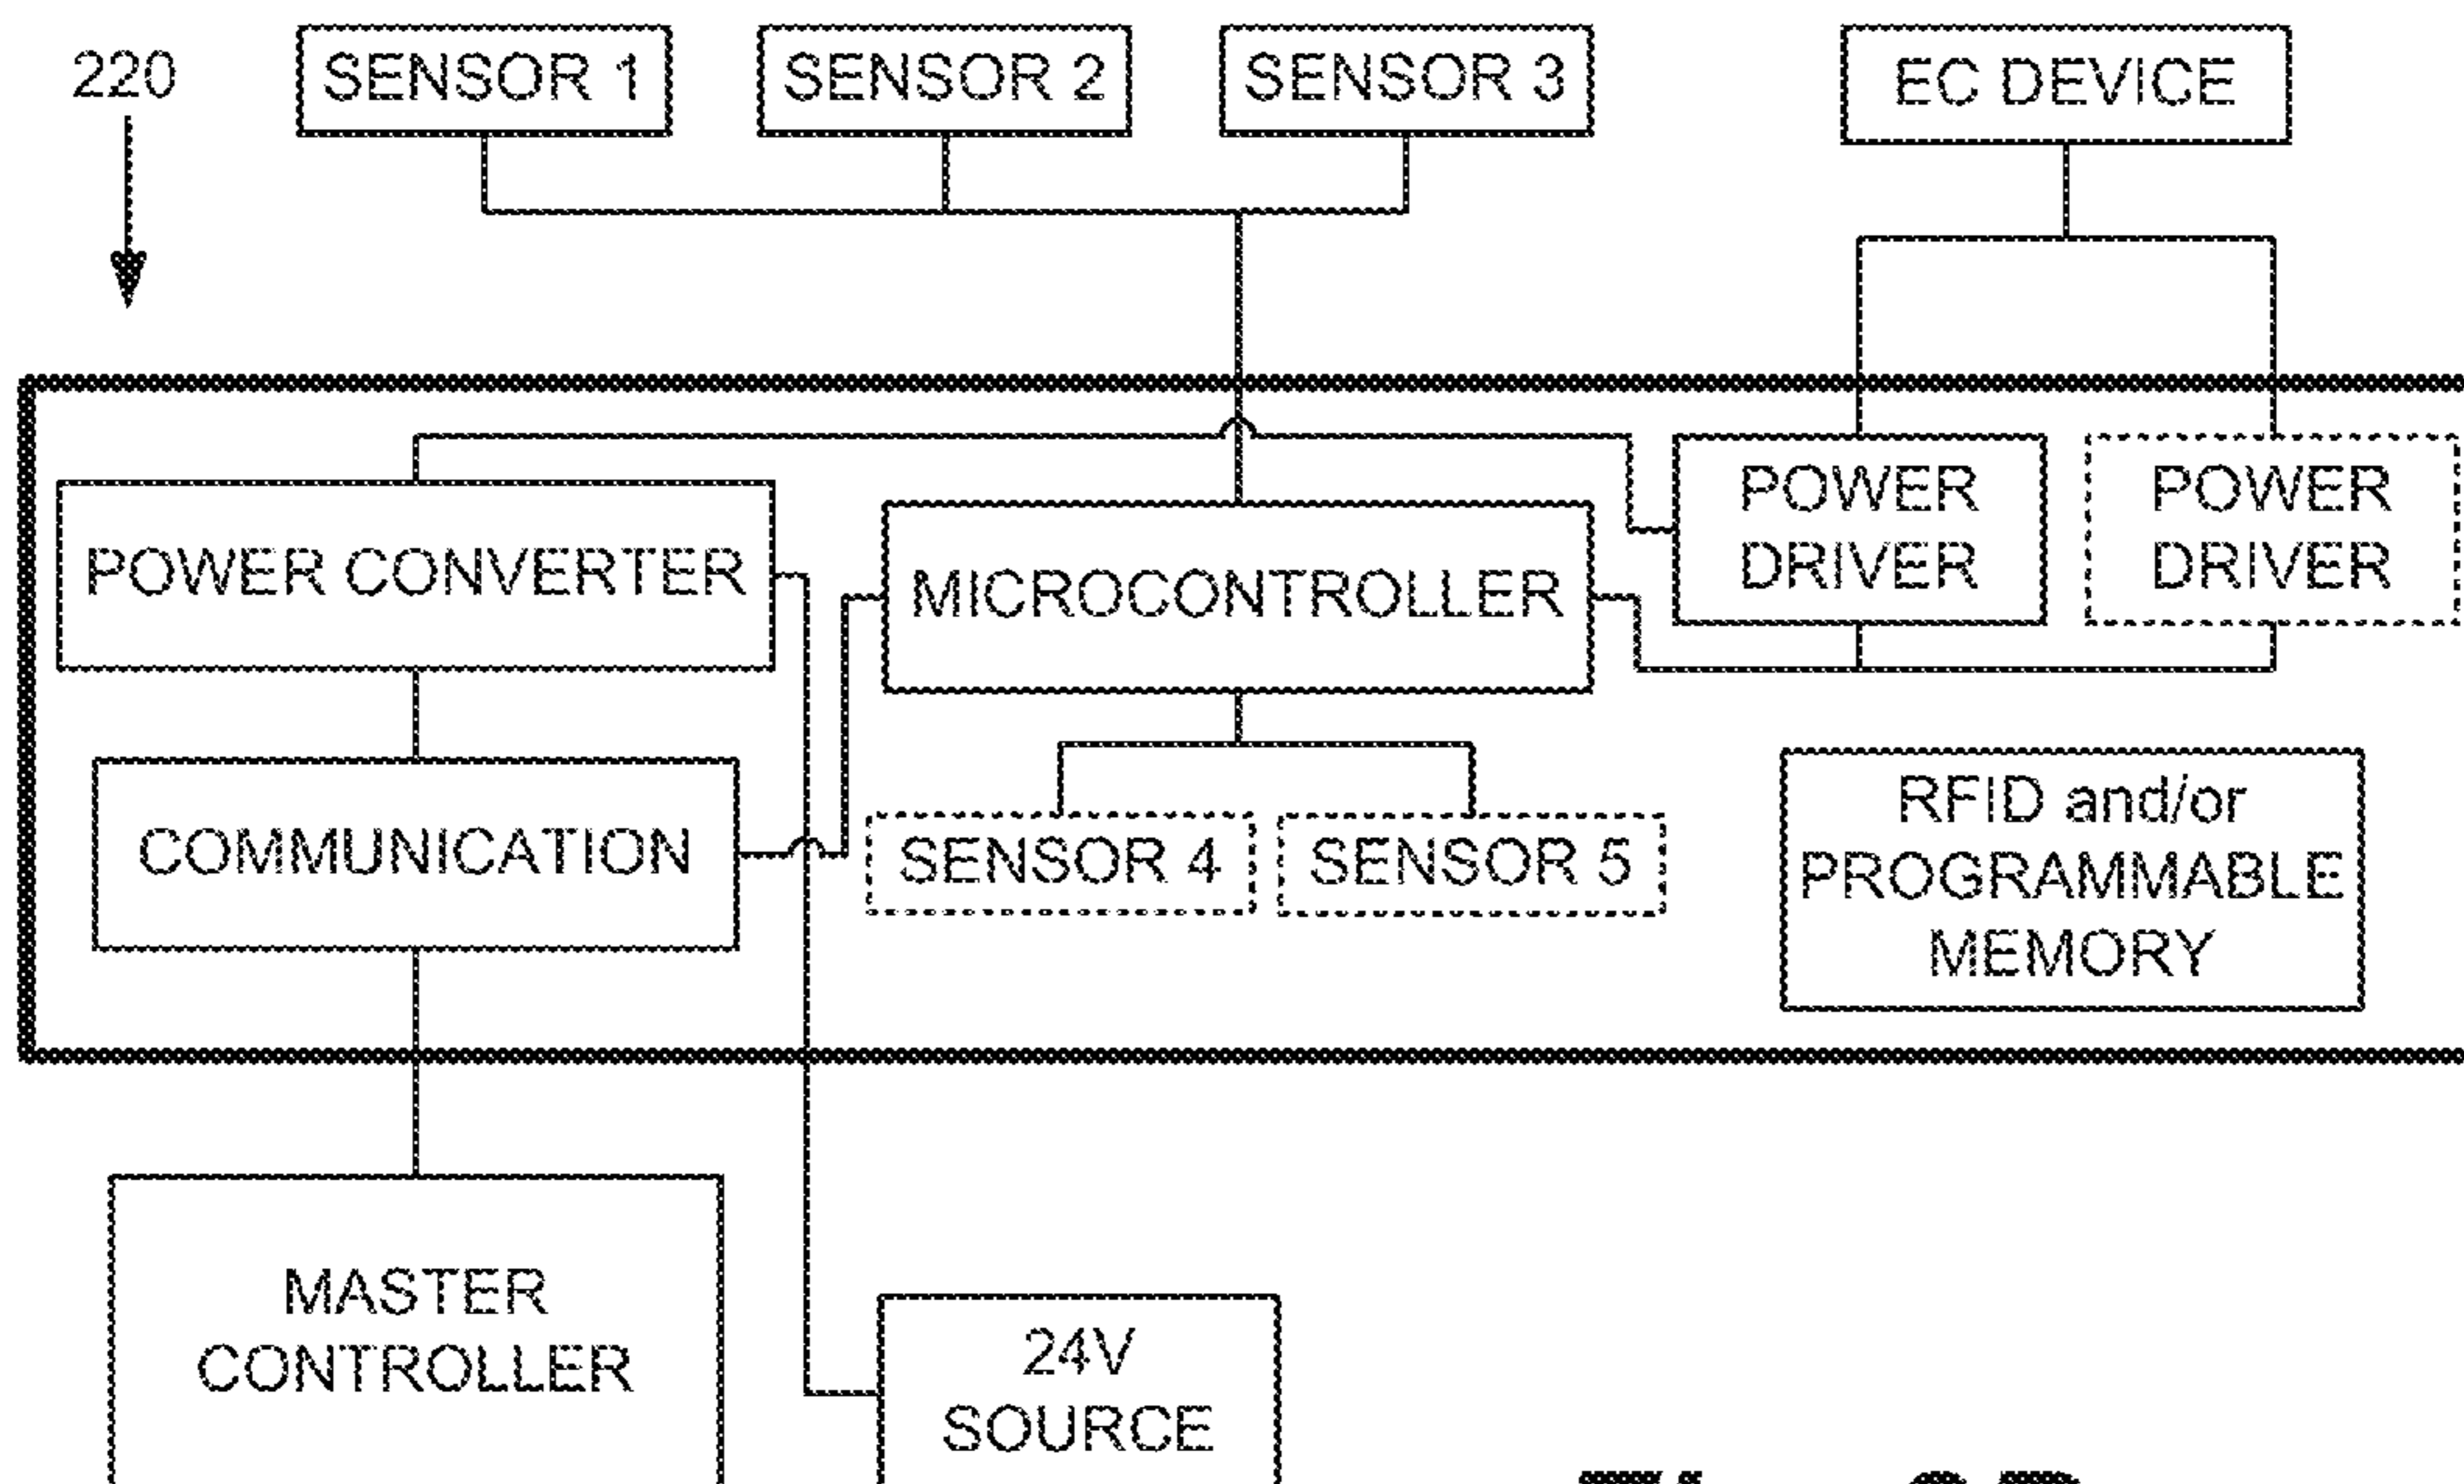 220
SENSOR 1
SENSOR 2
SENSOR 3
EC DEVICE
POWER CONVERTER
MICROCONTROLLER
POWER
DRIVER
POWER
DRIVER
COMMUNICATION
SENSOR 4
SENSOR 5
RFID and/or
PROGRAMMABLE
MEMORY
MASTER
CONTROLLER
24V
SOURCE